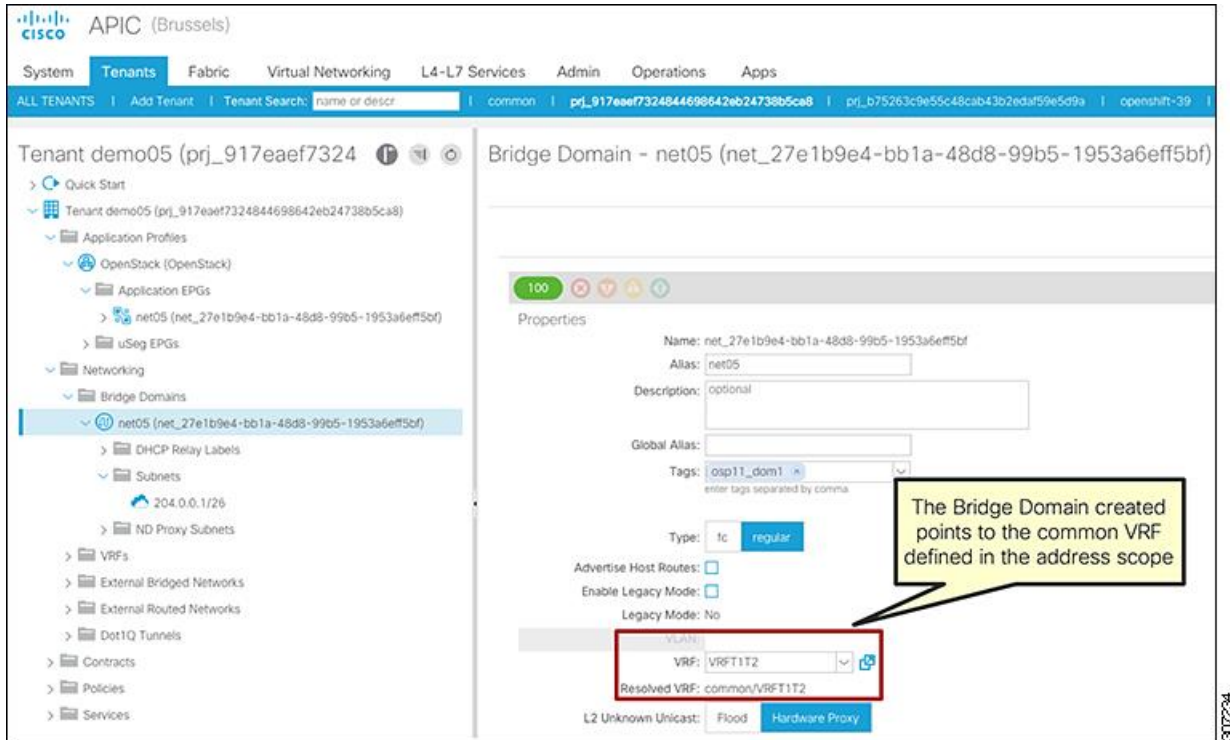 cisco APIC (Brussels)
System Tenants Fabric Virtual Networking L4-L7 Services Admin Operations Apps
ALL TENANTS | Add Tenant | Tenant Search: name or descr | common | prj_917eaef7324844698642eb24738b5ca8 | prj_b75263c9e55c48cab43b2edaf59e5d9a | openshift-39 |
Tenant demo05 (prj_917eaef7324
Quick Start
Tenant demo05 (prj_917eaef7324844698642eb24738b5ca8)
Application Profiles
OpenStack (OpenStack)
Application EPGs
net05 (net_27e1b9e4-bb1a-48d8-99b5-1953a6eff5bf)
uSeg EPGs
Networking
Bridge Domains
net05 (net_27e1b9e4-bb1a-48d8-99b5-1953a6eff5bf)
DHCP Relay Labels
Subnets
204.0.0.1/26
ND Proxy Subnets
VRFs
External Bridged Networks
External Routed Networks
Dot1Q Tunnels
Contracts
Policies
Services
Bridge Domain - net05 (net_27e1b9e4-bb1a-48d8-99b5-1953a6eff5bf)
100
Properties
Name: net_27e1b9e4-bb1a-48d8-99b5-1953a6eff5bf
Alias: net05
Description: optional
Global Alias:
Tags: osp11_dom1 ×
enter tags separated by comma
Type: fc regular
Advertise Host Routes:
Enable Legacy Mode:
Legacy Mode: No
VLAN:
VRF: VRFT1T2
Resolved VRF: common/VRFT1T2
L2 Unknown Unicast: Flood Hardware Proxy
The Bridge Domain created
points to the common VRF
defined in the address scope
307234